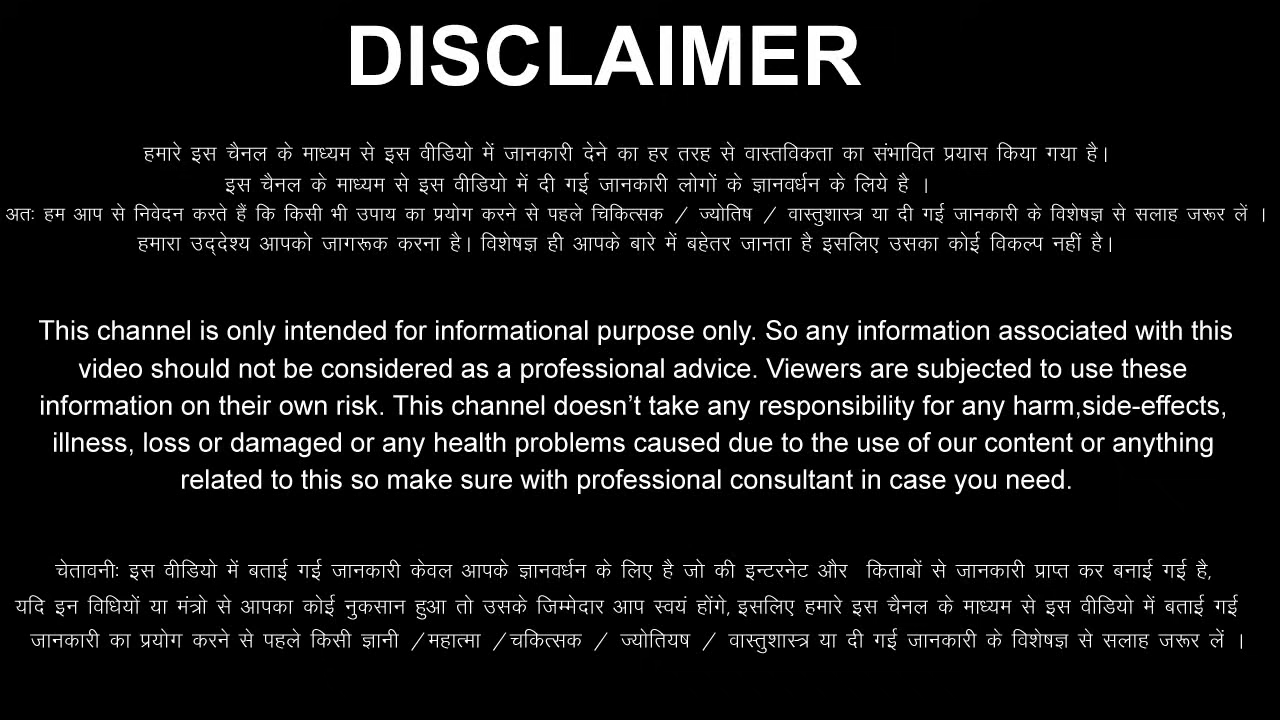 DISCLAIMER
हमारे इस चैनल के माध्यम से इस वीडियो में जानकारी देने का हर तरह से वास्तविकता का संभावित प्रयास किया गया है।
इस चैनल के माध्यम से इस वीडियो में दी गई जानकारी लोगों के ज्ञानवर्धन के लिये है ।
अतः हम आप से निवेदन करते हैं कि किसी भी उपाय का प्रयोग करने से पहले चिकित्सक / ज्योतिष / वास्तुशास्त्र या दी गई जानकारी के विशेषज्ञ से सलाह जरूर लें ।
हमारा उद्देश्य आपको जागरूक करना है। विशेषज्ञ ही आपके बारे में बहेतर जानता है इसलिए उसका कोई विकल्प नहीं है।
This channel is only intended for informational purpose only. So any information associated with this
video should not be considered as a professional advice. Viewers are subjected to use these
information on their own risk. This channel doesn’t take any responsibility for any harm,side-effects,
illness, loss or damaged or any health problems caused due to the use of our content or anything
related to this so make sure with professional consultant in case you need.
चेतावनीः इस वीडियो में बताई गई जानकारी केवल आपके ज्ञानवर्धन के लिए है जो की इन्टरनेट और किताबों से जानकारी प्राप्त कर बनाई गई है,
यदि इन विधियों या मंत्रो से आपका कोई नुकसान हुआ तो उसके जिम्मेदार आप स्वयं होंगे, इसलिए हमारे इस चैनल के माध्यम से इस वीडियो में बताई गई
जानकारी का प्रयोग करने से पहले किसी ज्ञानी / महात्मा / चकित्सक / ज्योतियष / वास्तुशास्त्र या दी गई जानकारी के विशेषज्ञ से सलाह जरूर लें ।